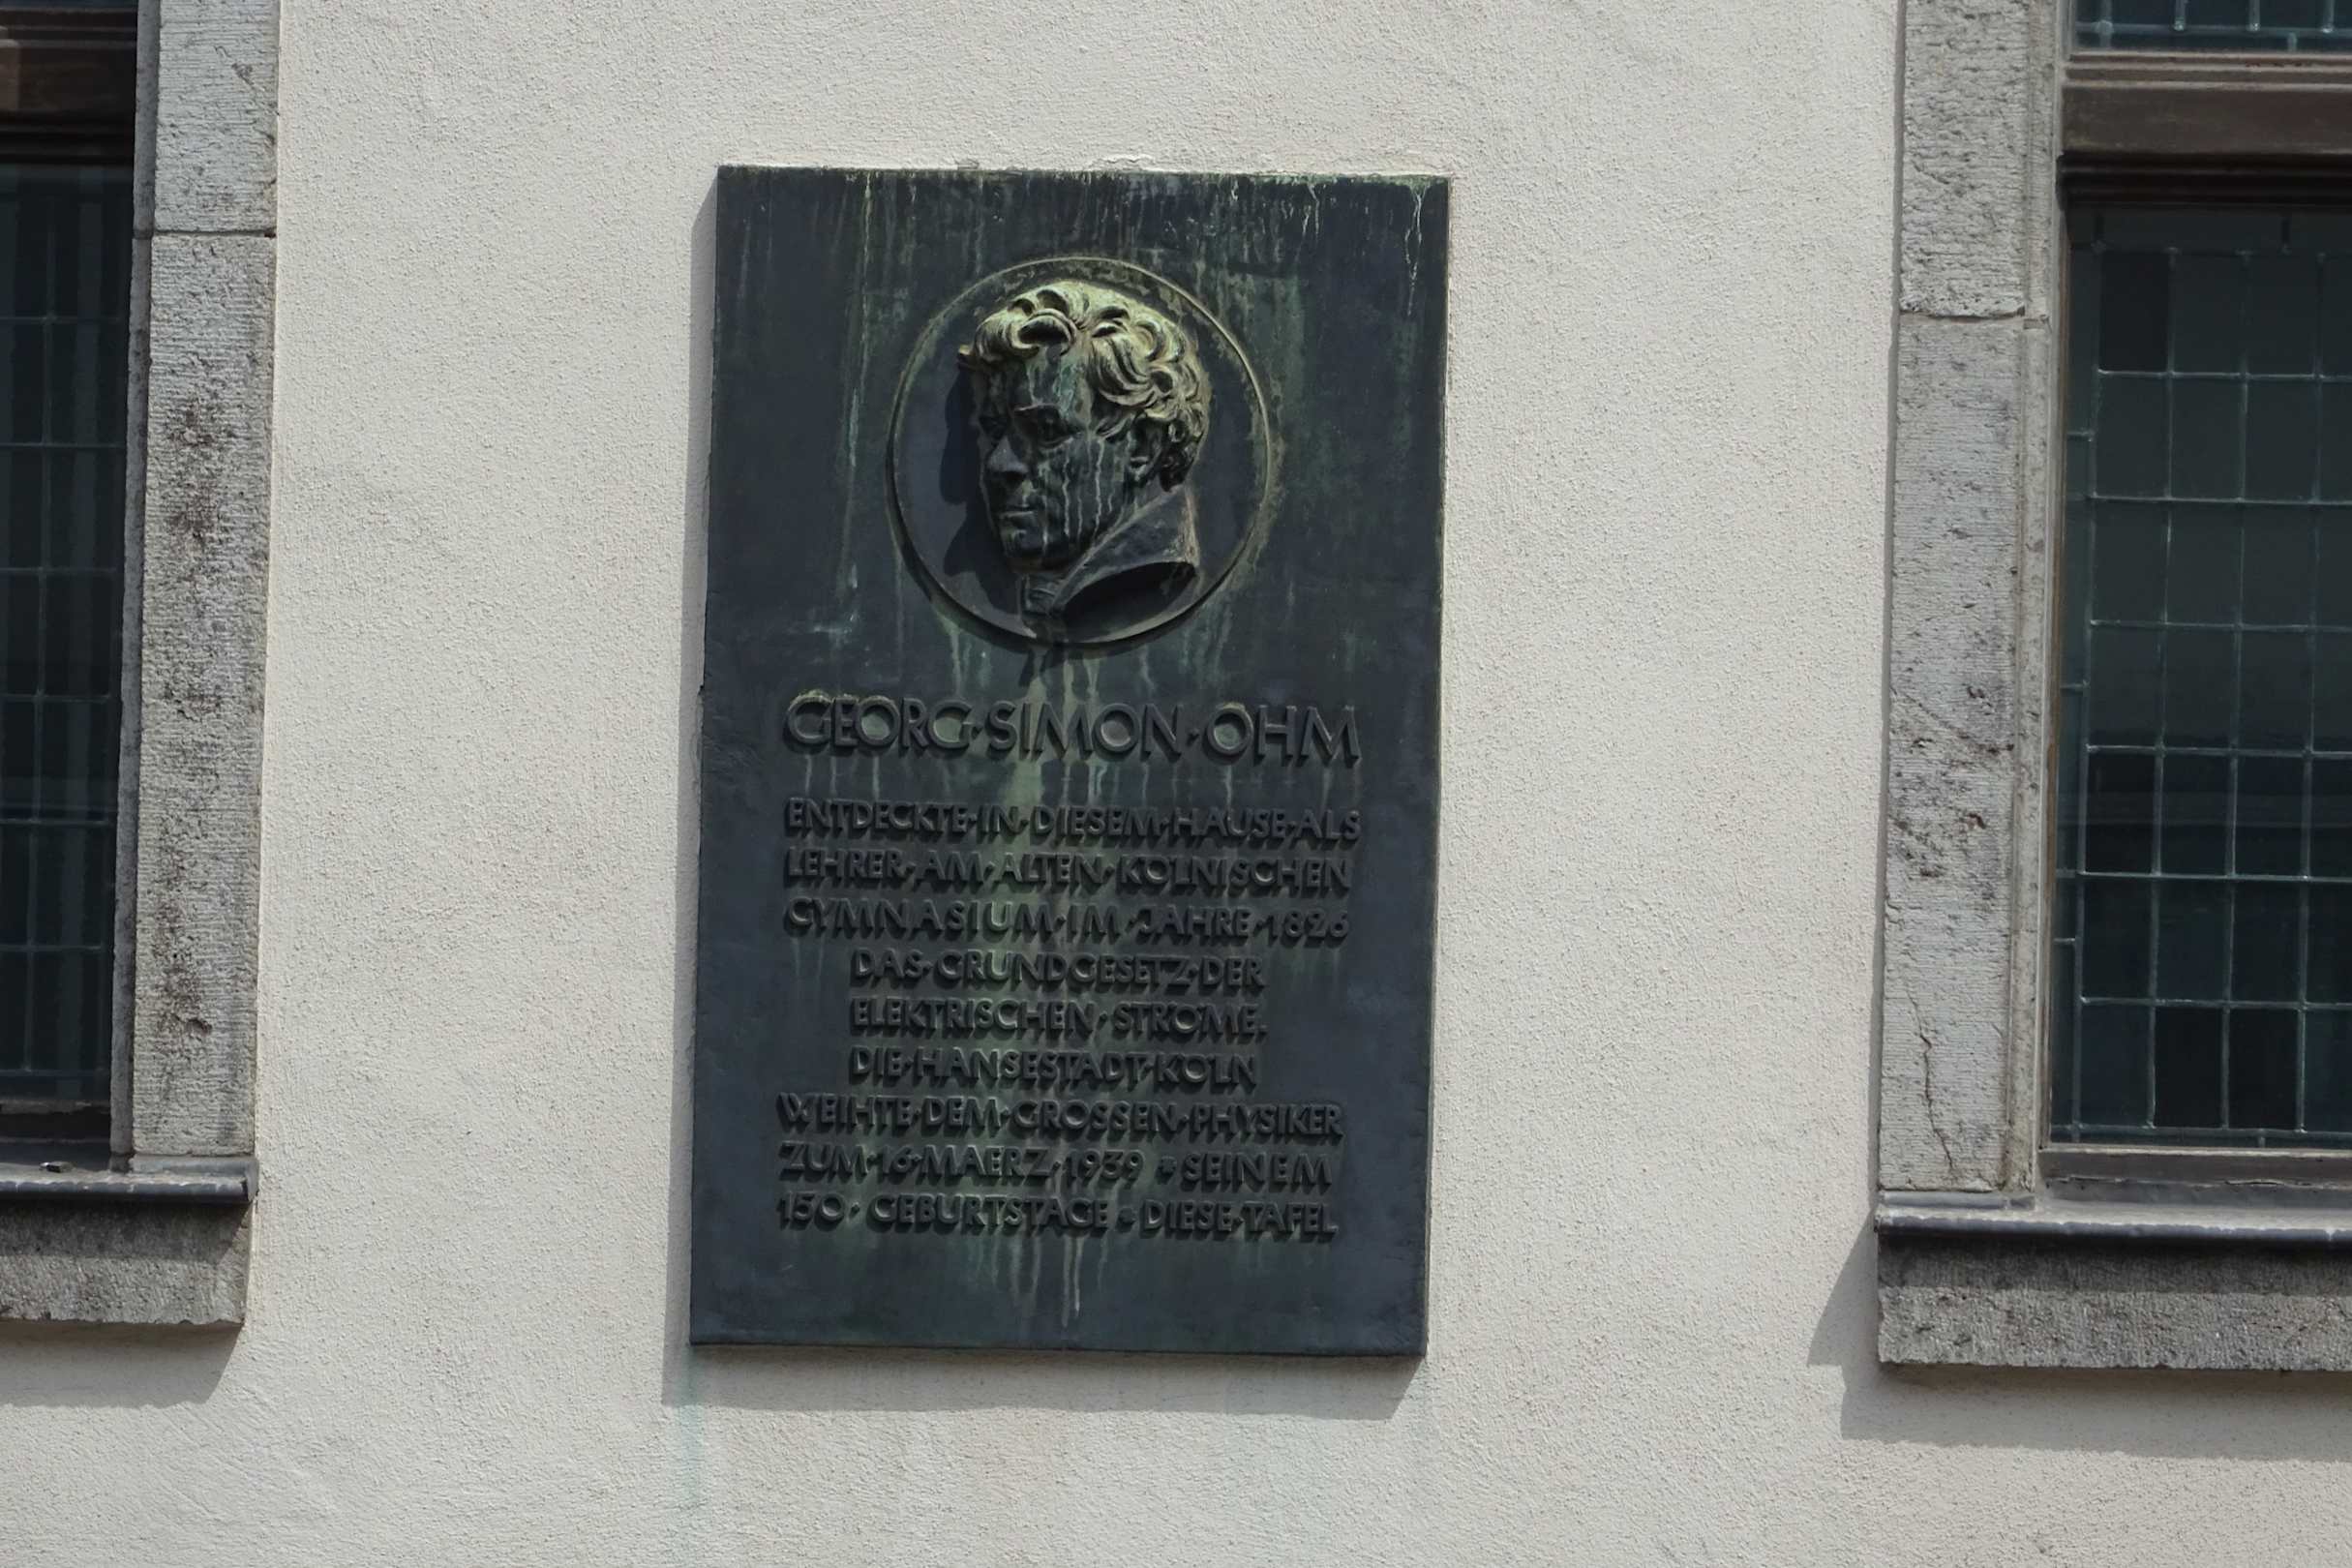 GEORG·SIMON·OHM
ENTDECKTE·IN·DIESEM·HAUSE·ALS
LEHRER·AM·ALTEN·KÖLNISCHEN
GYMNASIUM·IM·JAHRE·1826
DAS·GRUNDGESETZ·DER
ELEKTRISCHEN·STRÖME.
DIE·HANSESTADT·KÖLN
WEIHTE·DEM·GROSSEN·PHYSIKER
ZUM·16·MAERZ·1939·SEINEM
150·GEBURTSTAGE·DIESE·TAFEL